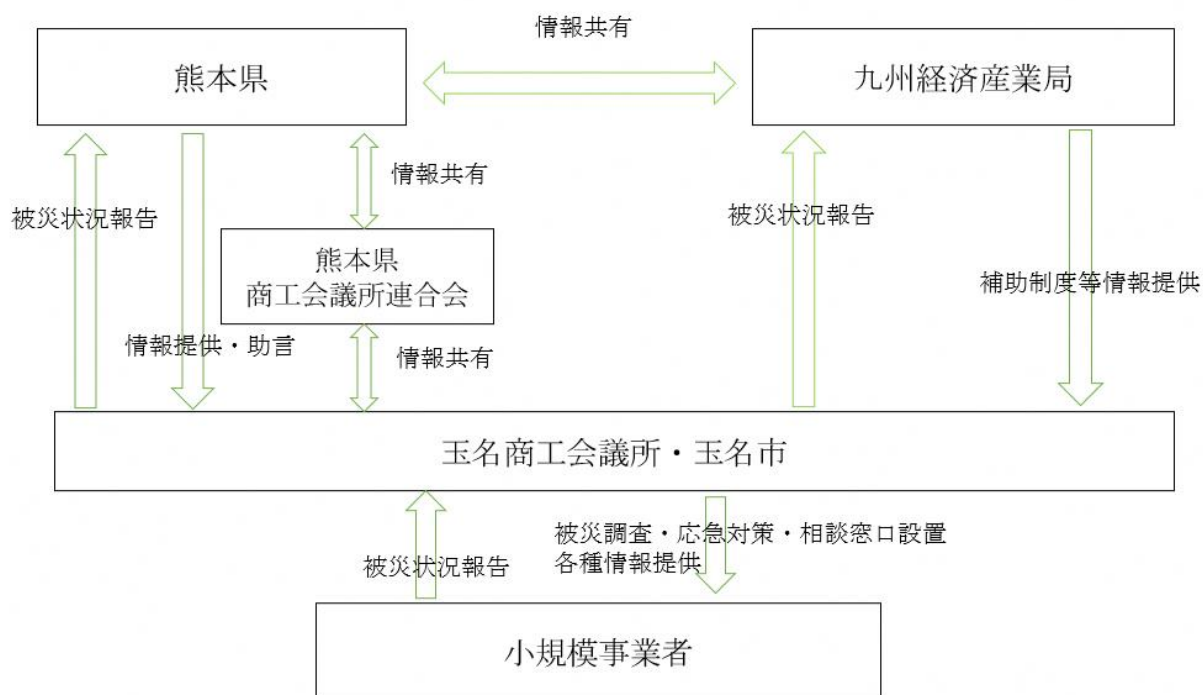 情報共有
熊本県
九州経済産業局
情報共有
被災状況報告
被災状況報告
熊本県
商工会議所連合会
補助制度等情報提供
情報提供・助言
情報共有
玉名商工会議所・玉名市
被災調査・応急対策・相談窓口設置
各種情報提供
被災状況報告
小規模事業者